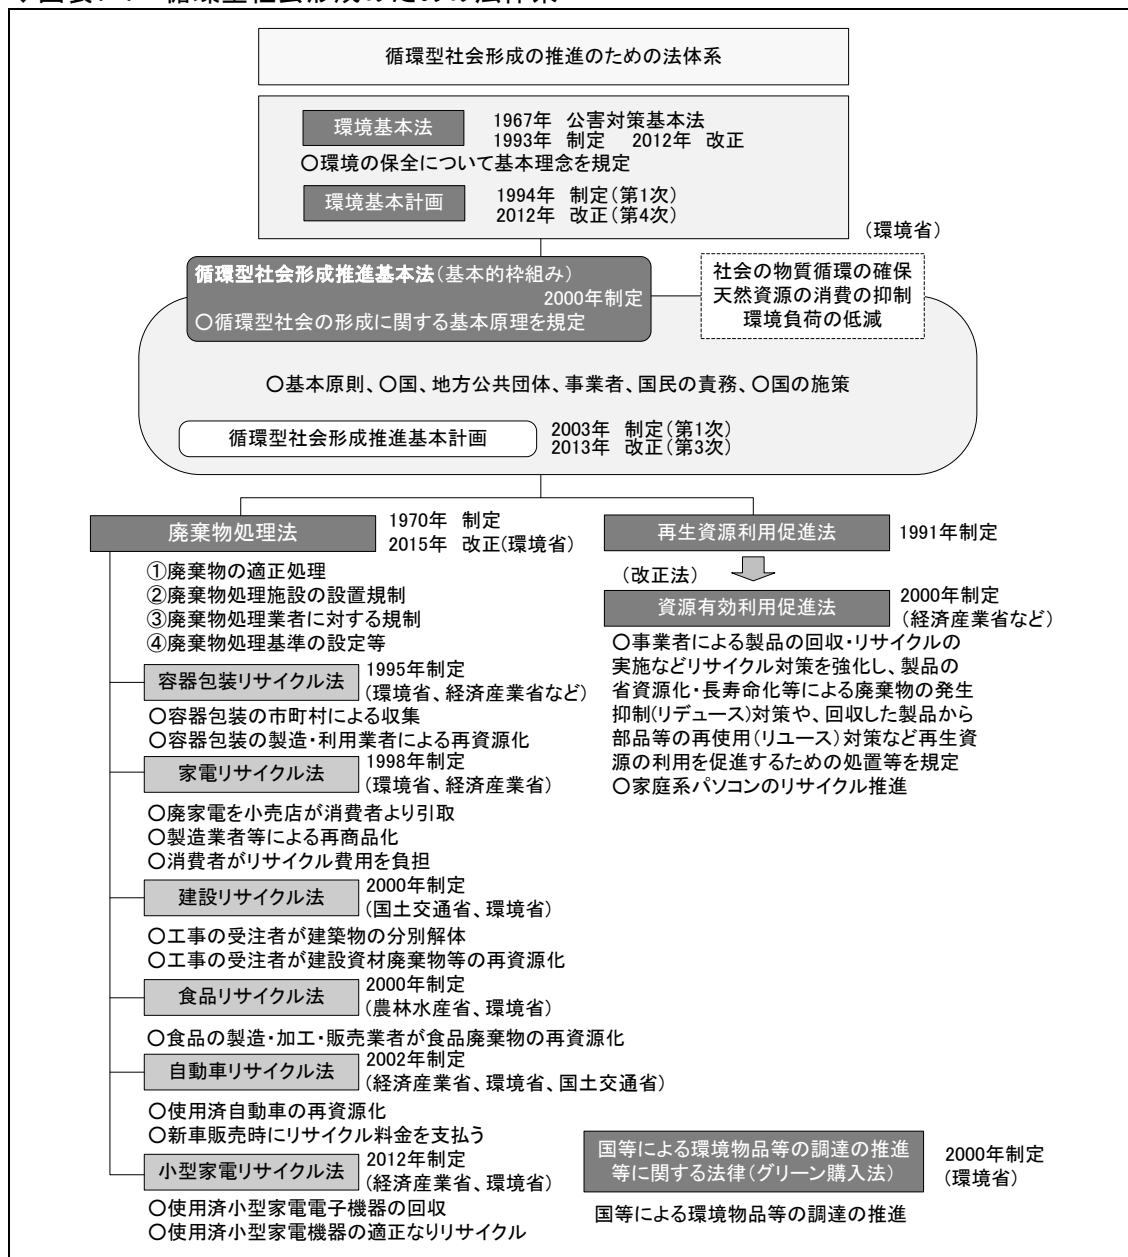 循環型社会形成の推進のための法体系
環境基本法
1967年 公害対策基本法
1993年 制定 2012年 改正
○環境の保全について基本理念を規定
環境基本計画
1994年 制定(第1次)
2012年 改正(第4次)
(環境省)
循環型社会形成推進基本法(基本的枠組み)
2000年制定
○循環型社会の形成に関する基本原理を規定
社会の物質循環の確保
天然資源の消費の抑制
環境負荷の低減
○基本原則、○国、地方公共団体、事業者、国民の責務、○国の施策
循環型社会形成推進基本計画
2003年 制定(第1次)
2013年 改正(第3次)
廃棄物処理法
1970年 制定
2015年 改正(環境省)
①廃棄物の適正処理
②廃棄物処理施設の設置規制
③廃棄物処理業者に対する規制
④廃棄物処理基準の設定等
容器包装リサイクル法
1995年制定
(環境省、経済産業省など)
○容器包装の市町村による収集
○容器包装の製造・利用業者による再資源化
家電リサイクル法
1998年制定
(環境省、経済産業省)
○廃家電を小売店が消費者より引取
○製造業者等による再商品化
○消費者がリサイクル費用を負担
建設リサイクル法
2000年制定
(国土交通省、環境省)
○工事の受注者が建築物の分別解体
○工事の受注者が建設資材廃棄物等の再資源化
食品リサイクル法
2000年制定
(農林水産省、環境省)
○食品の製造・加工・販売業者が食品廃棄物の再資源化
自動車リサイクル法
2002年制定
(経済産業省、環境省、国土交通省)
○使用済自動車の再資源化
○新車販売時にリサイクル料金を支払う
小型家電リサイクル法
2012年制定
(経済産業省、環境省)
○使用済小型家電電子機器の回収
○使用済小型家電機器の適正なりリサイクル
再生資源利用促進法
1991年制定
(改正法)
資源有効利用促進法
2000年制定
(経済産業省など)
○事業者による製品の回収・リサイクルの
実施などリサイクル対策を強化し、製品の
省資源化・長寿命化等による廃棄物の発生
抑制(リデュース)対策や、回収した製品から
部品等の再使用(リユース)対策など再生資
源の利用を促進するための処置等を規定
○家庭系パソコンのリサイクル推進
国等による環境物品等の調達の推進
等に関する法律(グリーン購入法)
2000年制定
(環境省)
国等による環境物品等の調達の推進